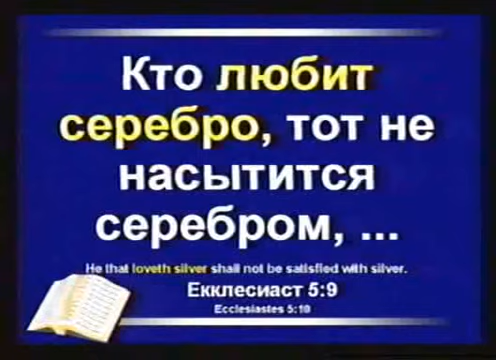 Кто любит
серебро, тот не
насытится
серебром, ...
He that loveth silver shall not be satisfied with silver.
Екклесиаст 5:9
Ecclesiastes 5:10